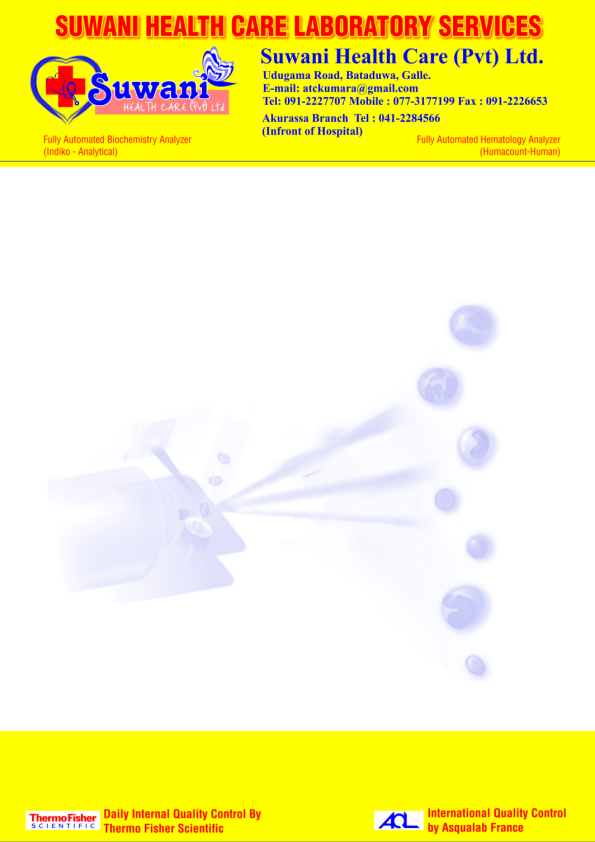 SUWANI HEALTH CARE LABORATORY SERVICES
Suwani
HEALTH CARE (Pvt) Ltd
Suwani Health Care (Pvt) Ltd.
Udugama Road, Bataduwa, Galle.
E-mail: atckumara@gmail.com
Tel: 091-2227707 Mobile : 077-3177199 Fax : 091-2226653
Akurassa Branch Tel : 041-2284566
(Infront of Hospital)
Fully Automated Biochemistry Analyzer
(Indiko - Analytical)
Fully Automated Hematology Analyzer
(Humacount-Human)
ThermoFisher
SCIENTIFIC
Daily Internal Quality Control By
Thermo Fisher Scientific
AQL
International Quality Control
by Asqualab France